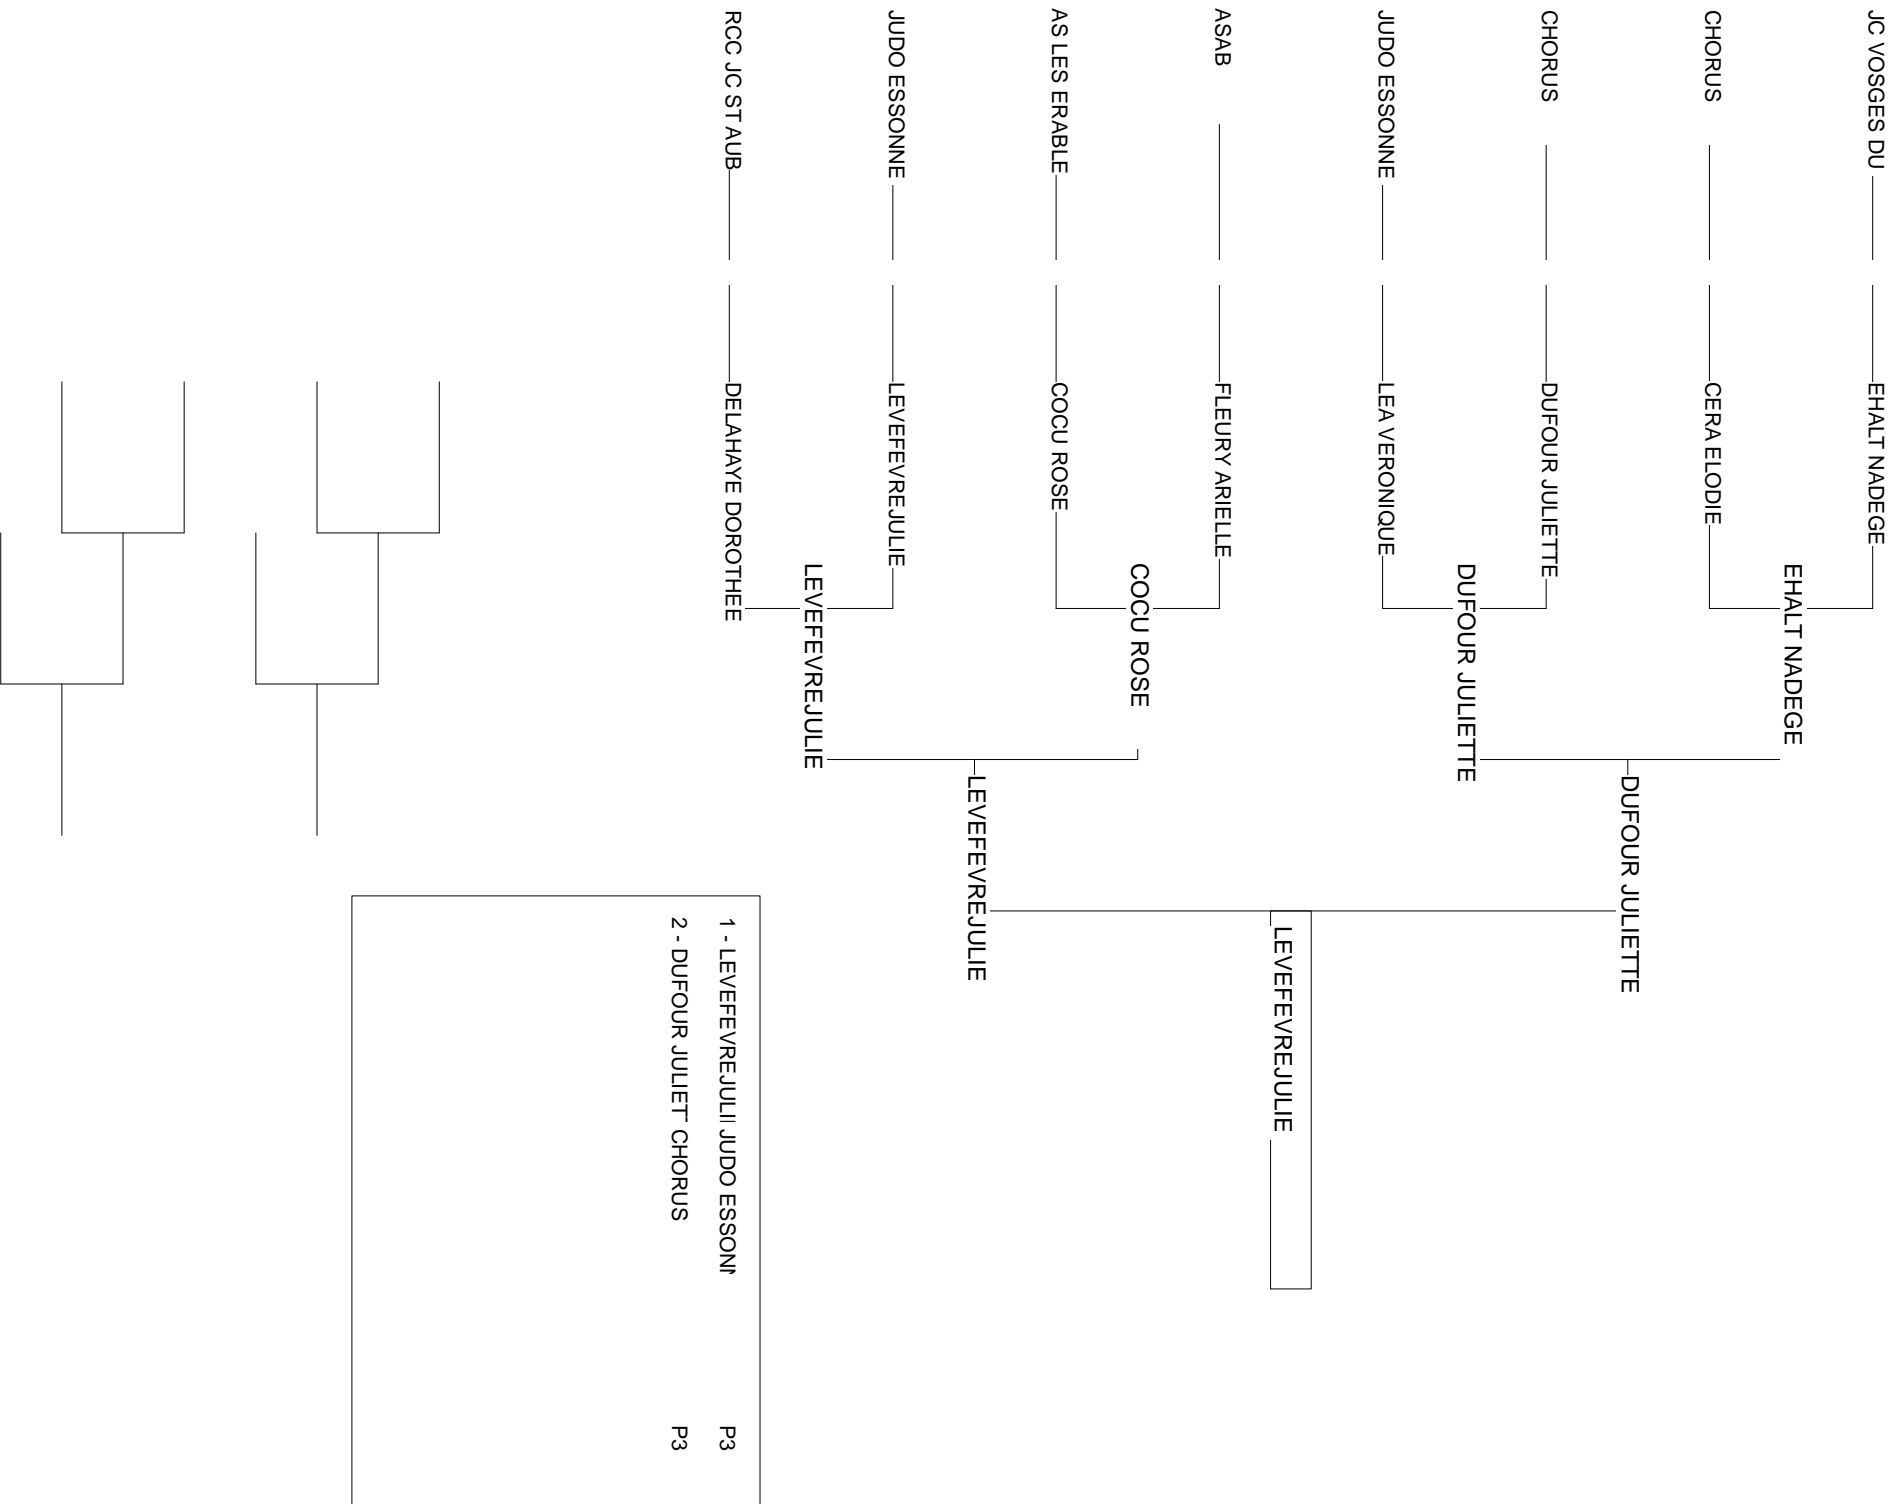 JC VOSGES DU EHALT NADEGE
EHALT NADEGE
CHORUS CERA ELODIE
DUFOUR JULIETTE
CHORUS DUFOUR JULIETTE
DUFOUR JULIETTE
JUDO ESSONNE LEA VERONIQUE
LEVEFEVREJULIE
ASAB FLEURY ARIELLE
COCU ROSE
AS LES ERABLE COCU ROSE
LEVEFEVREJULIE
JUDO ESSONNE LEVEFEVREJULIE
LEVEFEVREJULIE
RCC JC ST AUB DELAHAYE DOROTHEE
1 - LEVEFEVREJULI JUDO ESSONN P3
2 - DUFOUR JULIET CHORUS P3